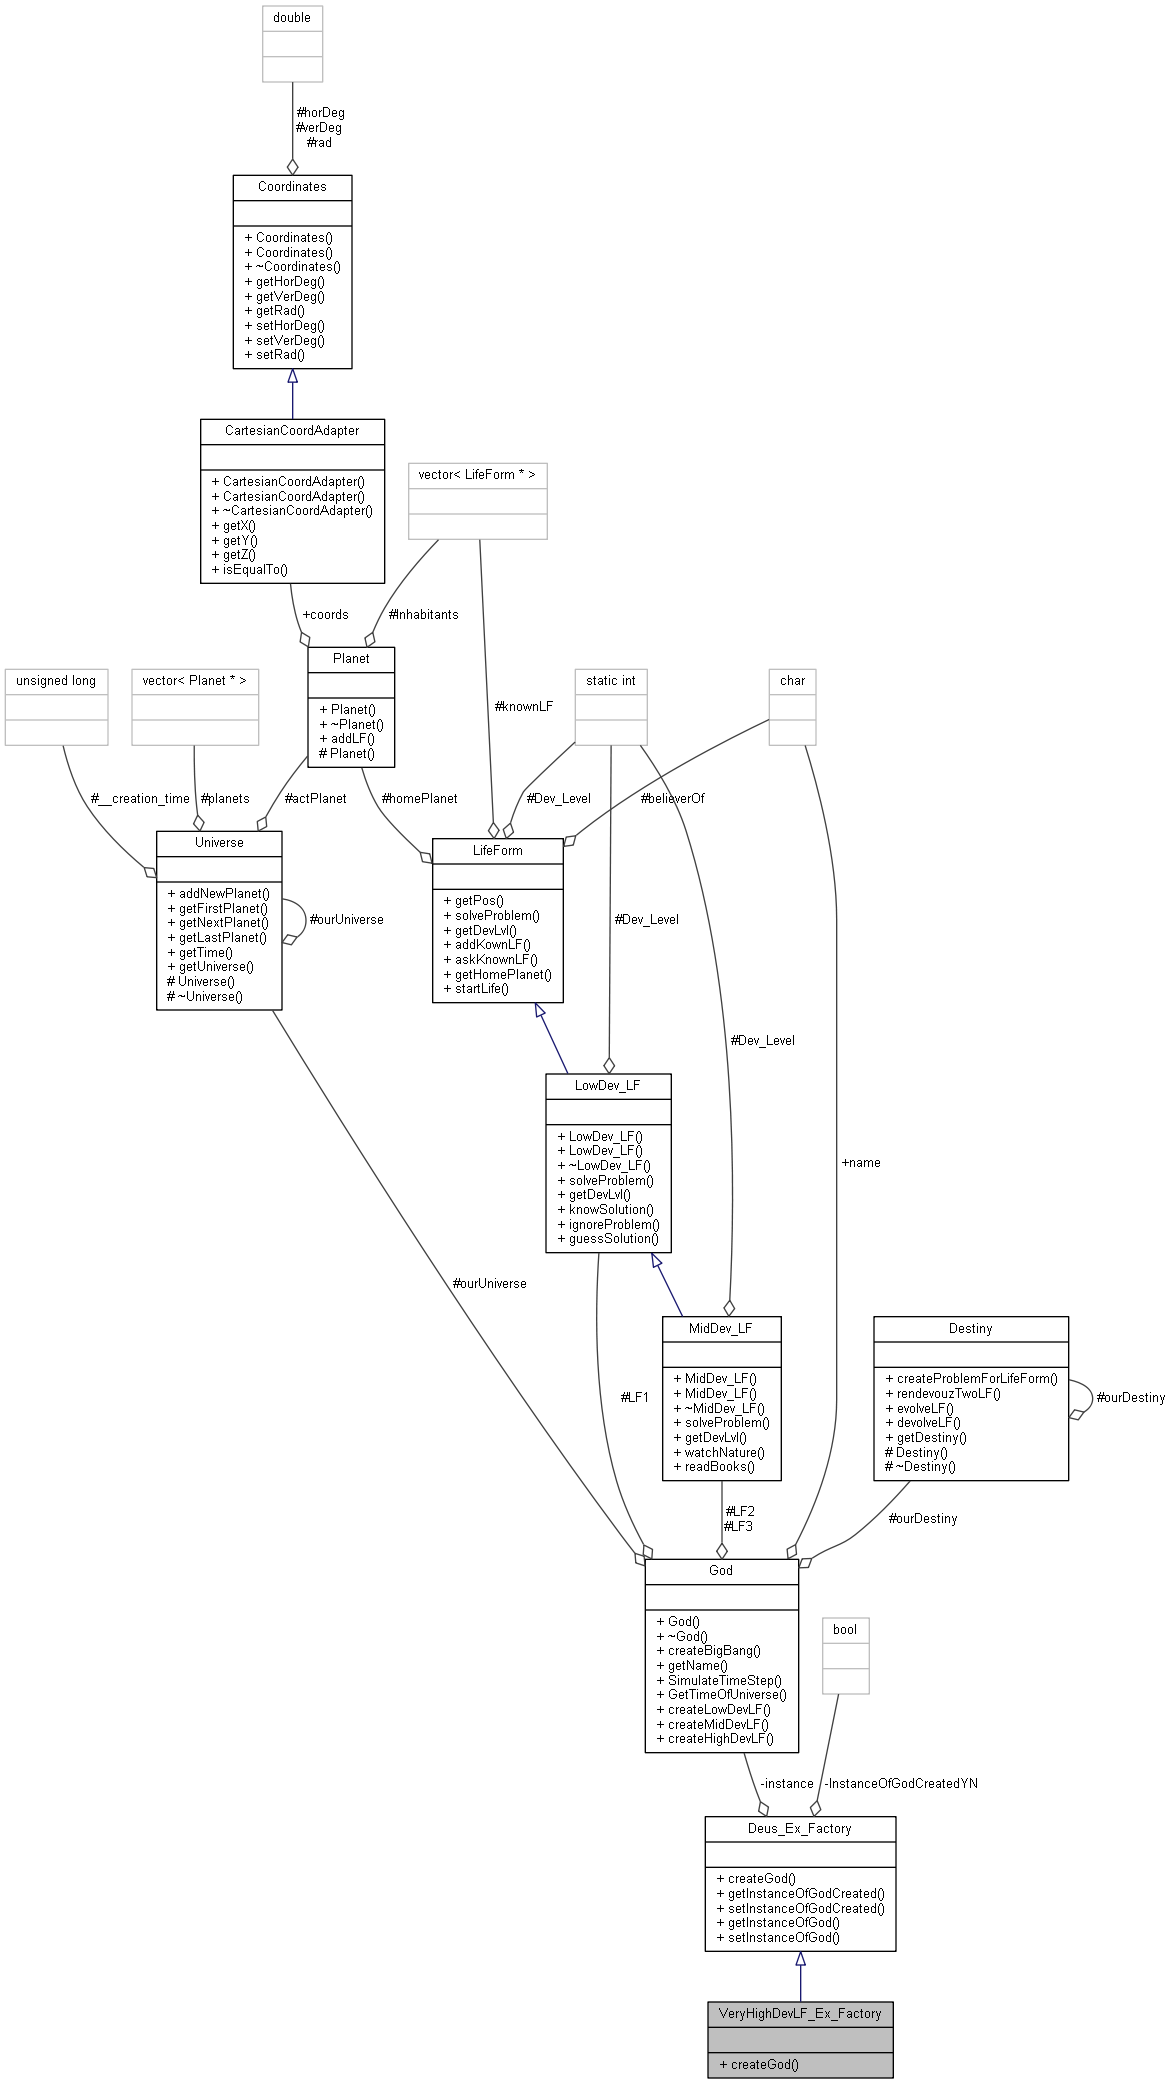 double
#horDeg
#verDeg
#rad
Coordinates
+ Coordinates()
+ Coordinates()
+ ~Coordinates()
+ getHorDeg()
+ getVerDeg()
+ getRad()
+ setHorDeg()
+ setVerDeg()
+ setRad()
CartesianCoordAdapter
+ CartesianCoordAdapter()
+ CartesianCoordAdapter()
+ ~CartesianCoordAdapter()
+ getX()
+ getY()
+ getZ()
+ isEqualTo()
vector< LifeForm * >
+coords
#Inhabitants
Planet
+ Planet()
+ ~Planet()
+ addLF()
# Planet()
unsigned long
vector< Planet * >
static int
char
#knownLF
#__creation_time
#planets
#actPlanet
#homePlanet
#Dev_Level
#believerOf
Universe
+ addNewPlanet()
+ getFirstPlanet()
+ getNextPlanet()
+ getLastPlanet()
+ getTime()
+ getUniverse()
# Universe()
# ~Universe()
#ourUniverse
LifeForm
+ getPos()
+ solveProblem()
+ getDevLvl()
+ addKownLF()
+ askKnownLF()
+ getHomePlanet()
+ startLife()
#Dev_Level
#Dev_Level
LowDev_LF
+ LowDev_LF()
+ LowDev_LF()
+ ~LowDev_LF()
+ solveProblem()
+ getDevLvl()
+ knowSolution()
+ ignoreProblem()
+ guessSolution()
+name
#ourUniverse
MidDev_LF
+ MidDev_LF()
+ MidDev_LF()
+ ~MidDev_LF()
+ solveProblem()
+ getDevLvl()
+ watchNature()
+ readBooks()
Destiny
+ createProblemForLifeForm()
+ rendevouzTwoLF()
+ evolveLF()
+ devolveLF()
+ getDestiny()
# Destiny()
# ~Destiny()
#ourDestiny
#LF1
#LF2
#LF3
#ourDestiny
God
+ God()
+ ~God()
+ createBigBang()
+ getName()
+ SimulateTimeStep()
+ GetTimeOfUniverse()
+ createLowDevLF()
+ createMidDevLF()
+ createHighDevLF()
bool
-instance
-InstanceOfGodCreatedYN
Deus_Ex_Factory
+ createGod()
+ getInstanceOfGodCreated()
+ setInstanceOfGodCreated()
+ getInstanceOfGod()
+ setInstanceOfGod()
VeryHighDevLF_Ex_Factory
+ createGod()